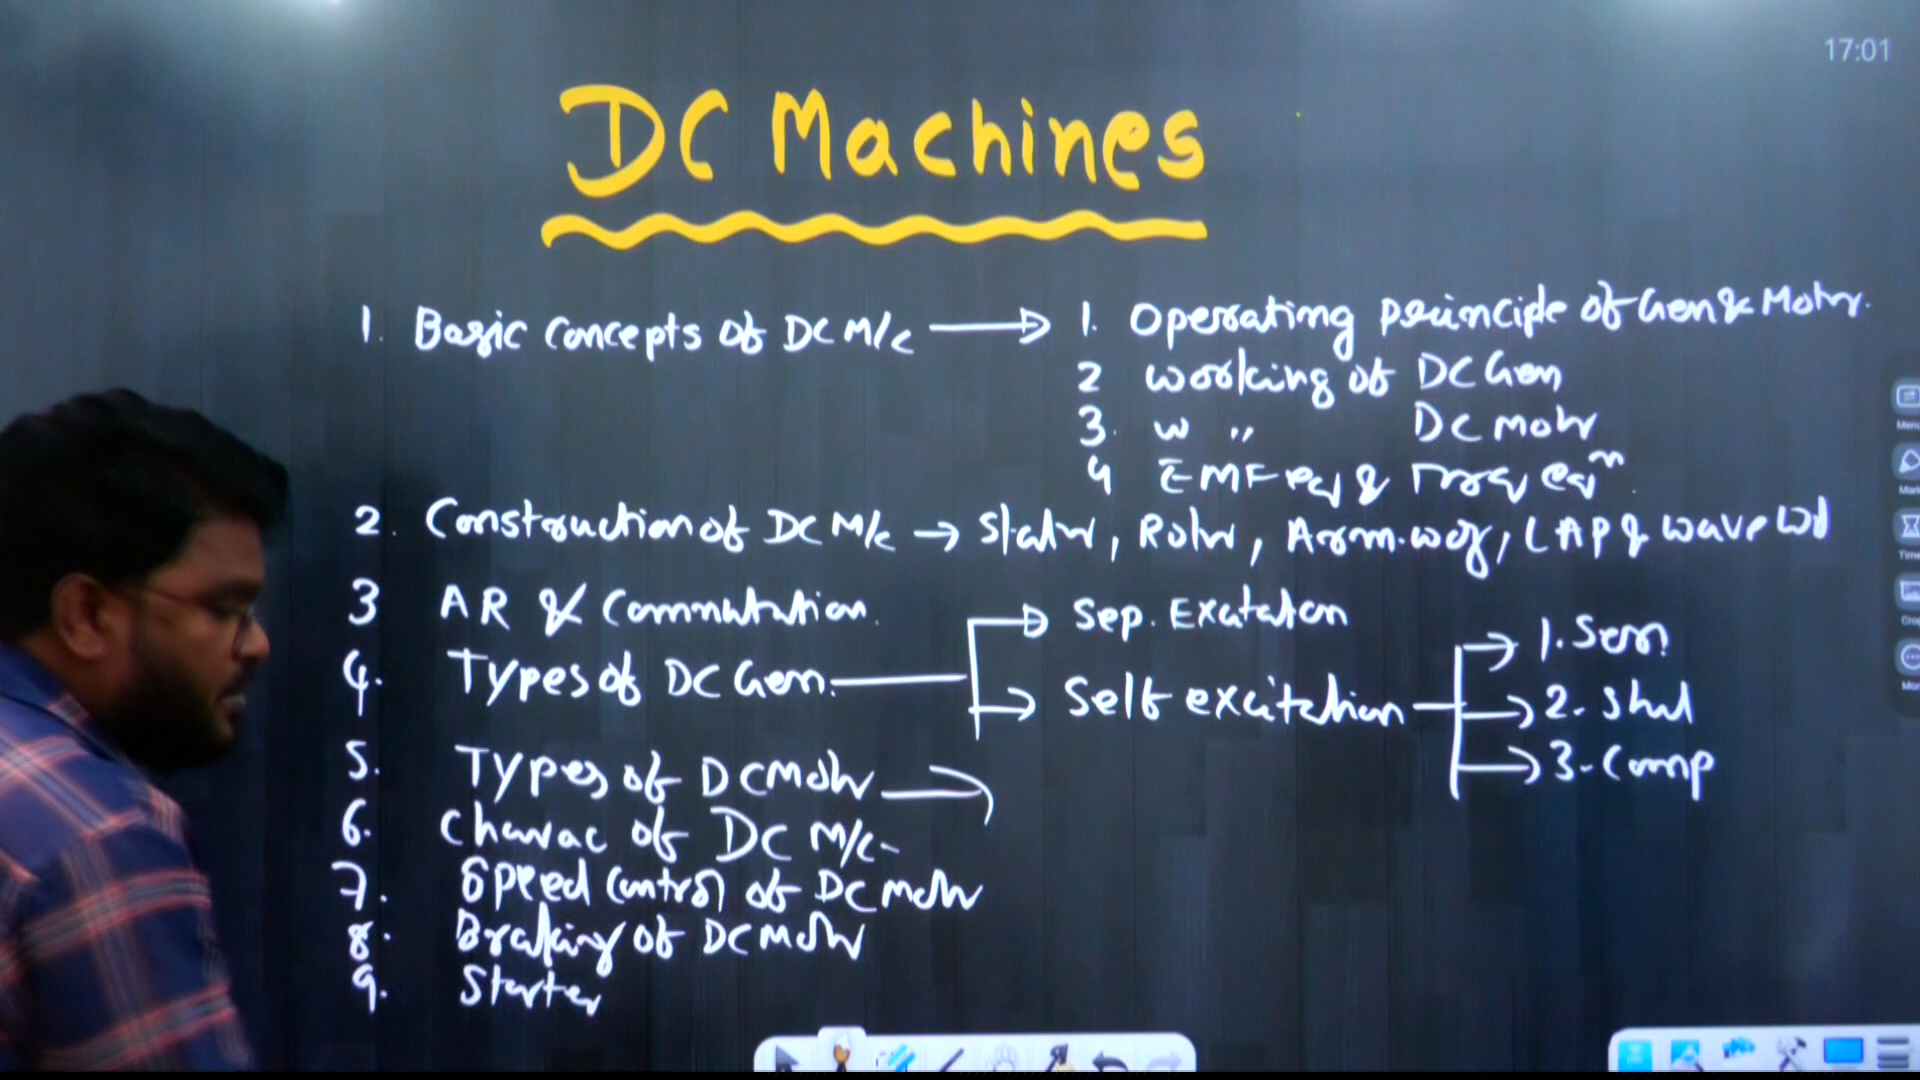 17:01
DC Machines
1. Basic Concepts of DC M/c → 1. Operating principle of Gen & Motor.
2 working of DC Gen
3. w " DC motor
4 EMF eq & Torq eqn.
2. Construction of DC M/c → Stator, Rotor, Arm. wdg, LAP & wave wd
3 AR & Commutation.
4. Types of DC Gen. → Sep. Excitation
→ Self excitation → 1. Seri
→ 2. Shut
→ 3. Comp
5. Types of DC Motor →
6. Charac of DC M/c-
7. Speed Control of DC motor
8. Braking of DC Motor
9. Starter